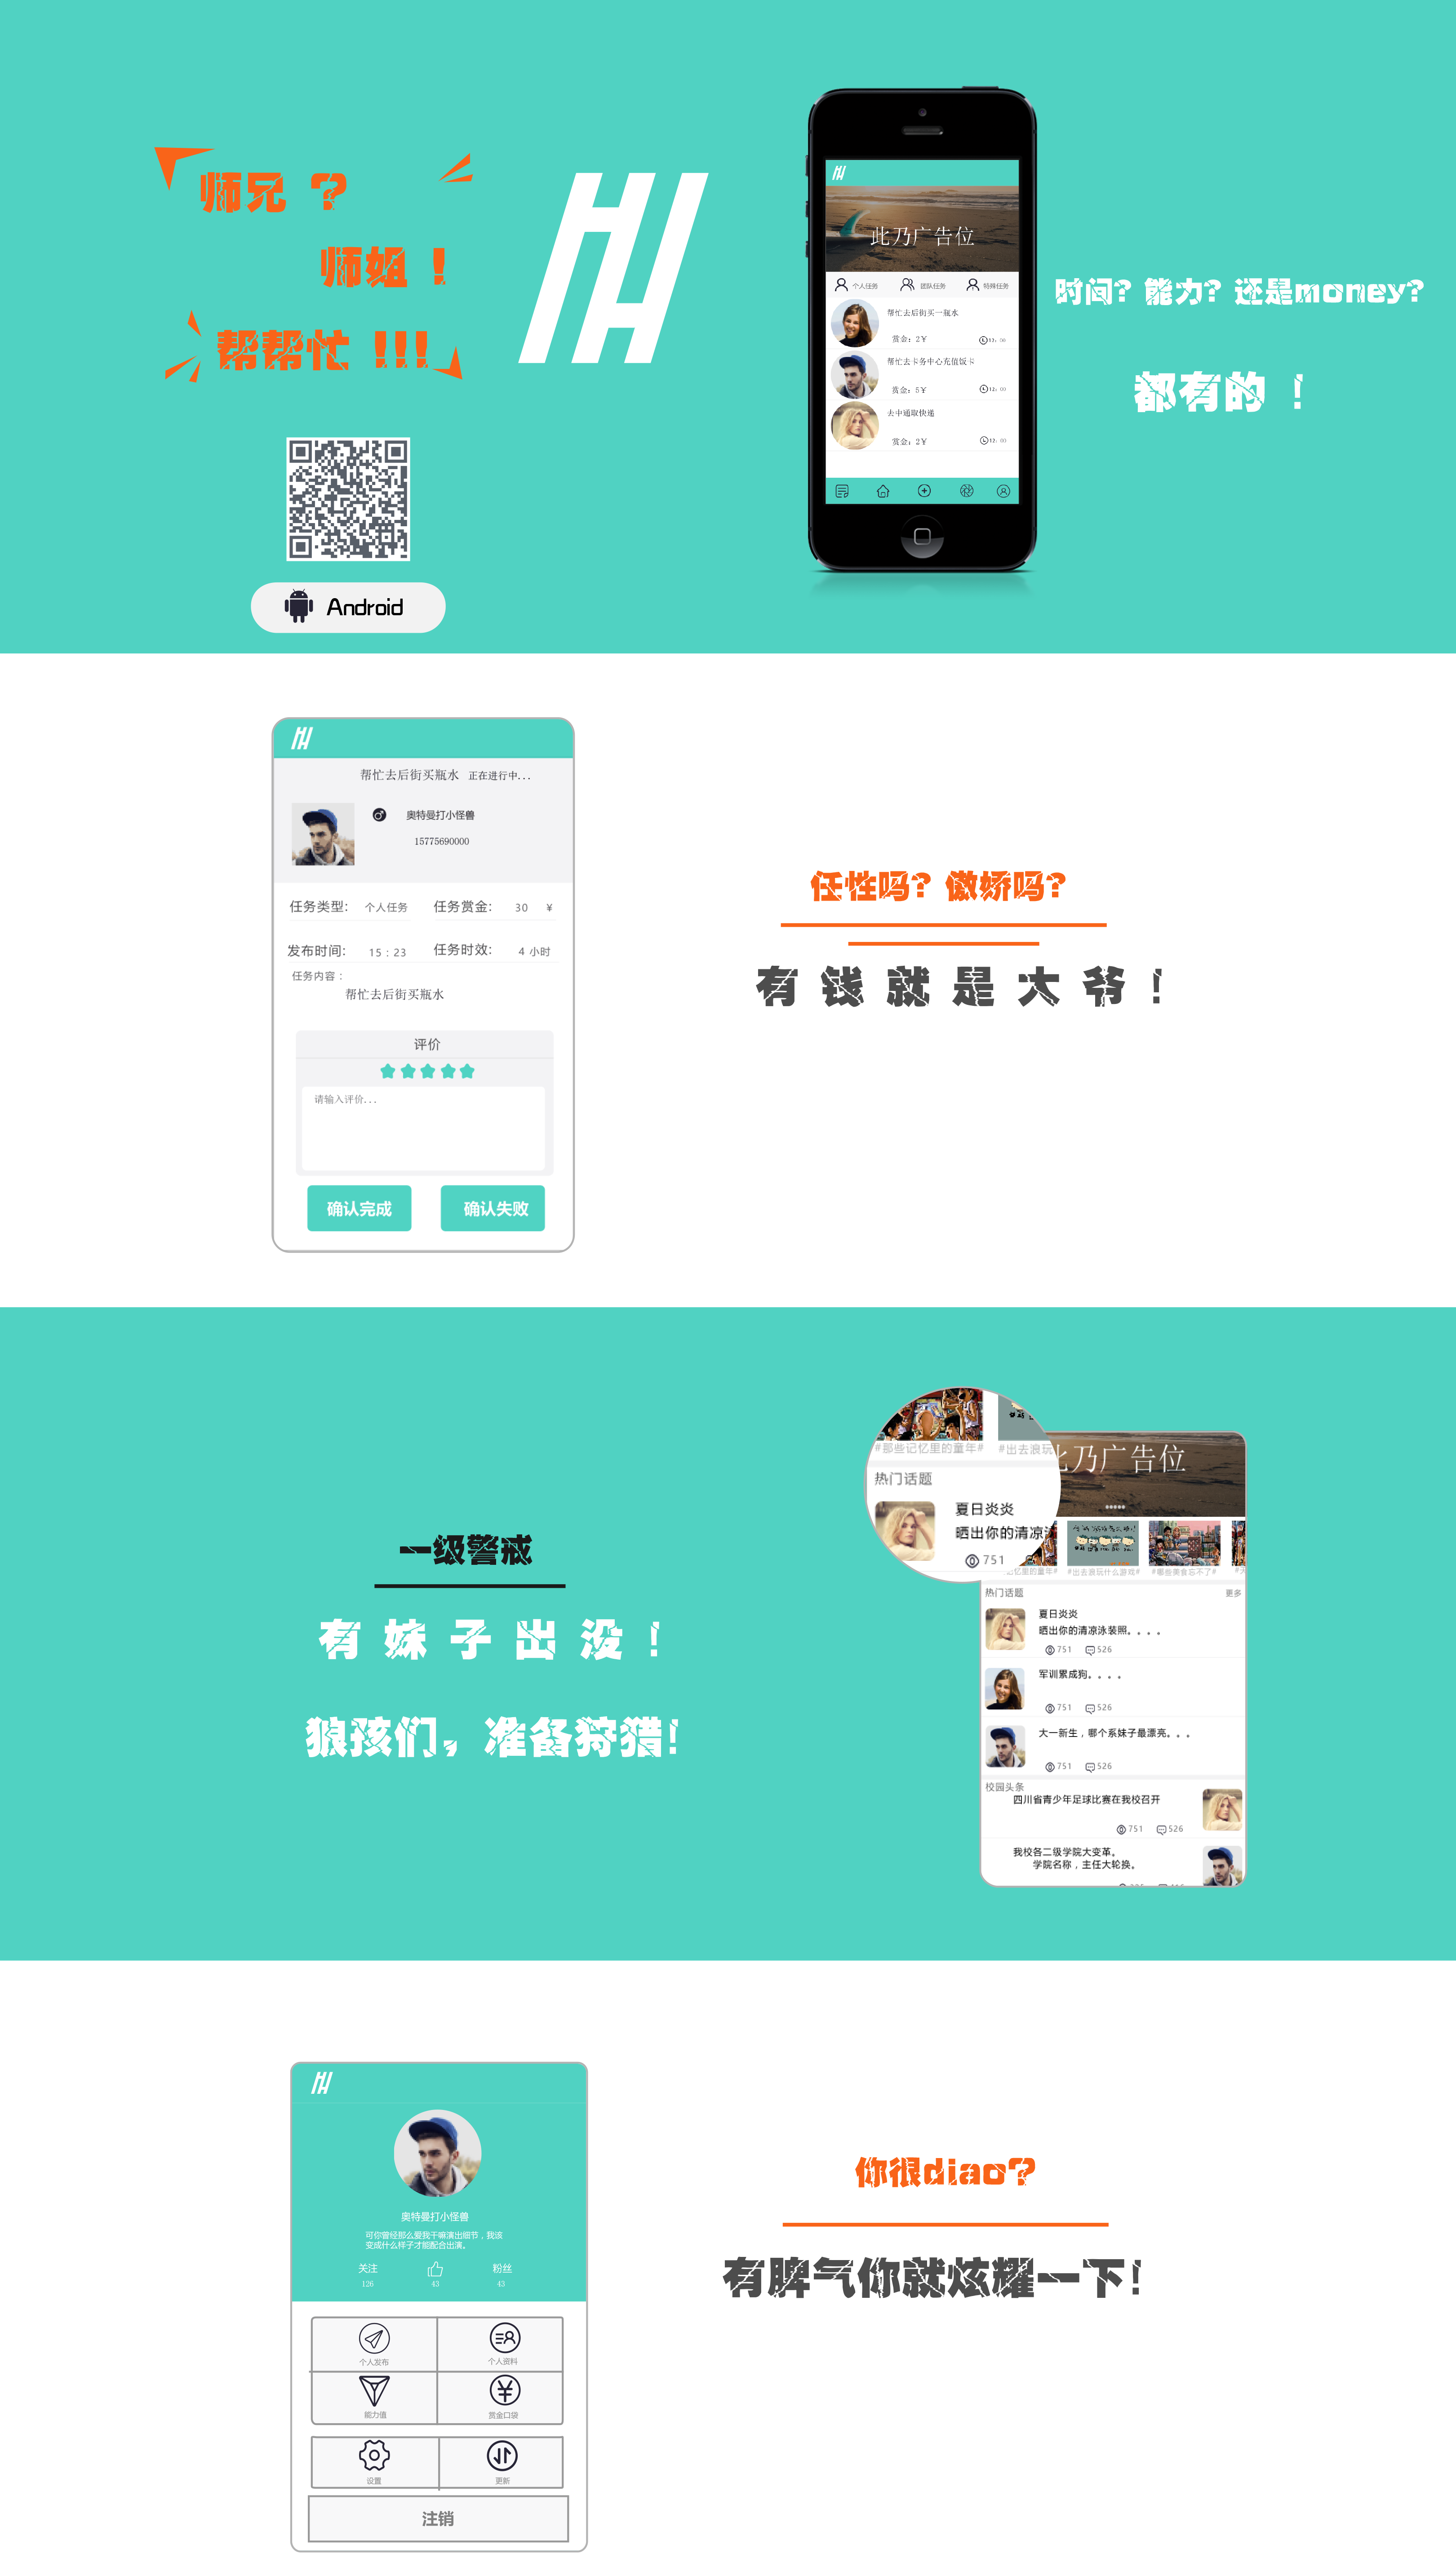 师兄 ?
师姐 !
帮帮忙 !!!
HH
Android
此乃广告位
个人任务 团队任务 特殊任务
帮忙去后街买一瓶水
赏金: 2￥
帮忙去卡务中心充值饭卡
赏金: 5￥
去中通取快递
赏金: 2￥
时间? 能力? 还是money?
都有的 !
帮忙去后街买瓶水 正在进行中...
奥特曼打小怪兽
15775690000
任务类型: 个人任务 任务赏金: 30 ￥
发布时间: 15 : 23 任务时效: 4 小时
任务内容 :
帮忙去后街买瓶水
评价
请输入评价...
确认完成 确认失败
任性吗? 傲娇吗?
有钱就是大爷 !
一级警戒
有妹子出没 !
狼孩们, 准备狩猎!
#那些记忆里的童年# #出去浪玩
热门话题
夏日炎炎
晒出你的清凉泳
751
此乃广告位
记忆里的童年# #出去浪玩什么游戏# #哪些美食忘不了#
热门话题 更多
夏日炎炎
晒出你的清凉泳装照。。。。
751 526
军训累成狗。。。。
751 526
大一新生，哪个系妹子最漂亮。。。
751 526
校园头条
四川省青少年足球比赛在我校召开
751 526
我校各二级学院大变革。
学院名称，主任大轮换。
奥特曼打小怪兽
可你曾经那么爱我干嘛演出细节，我该
变成什么样子才能配合出演。
关注 粉丝
126 43 43
个人发布 个人资料
能力值 赏金口袋
设置 更新
注销
你很diao?
有脾气你就炫耀一下!